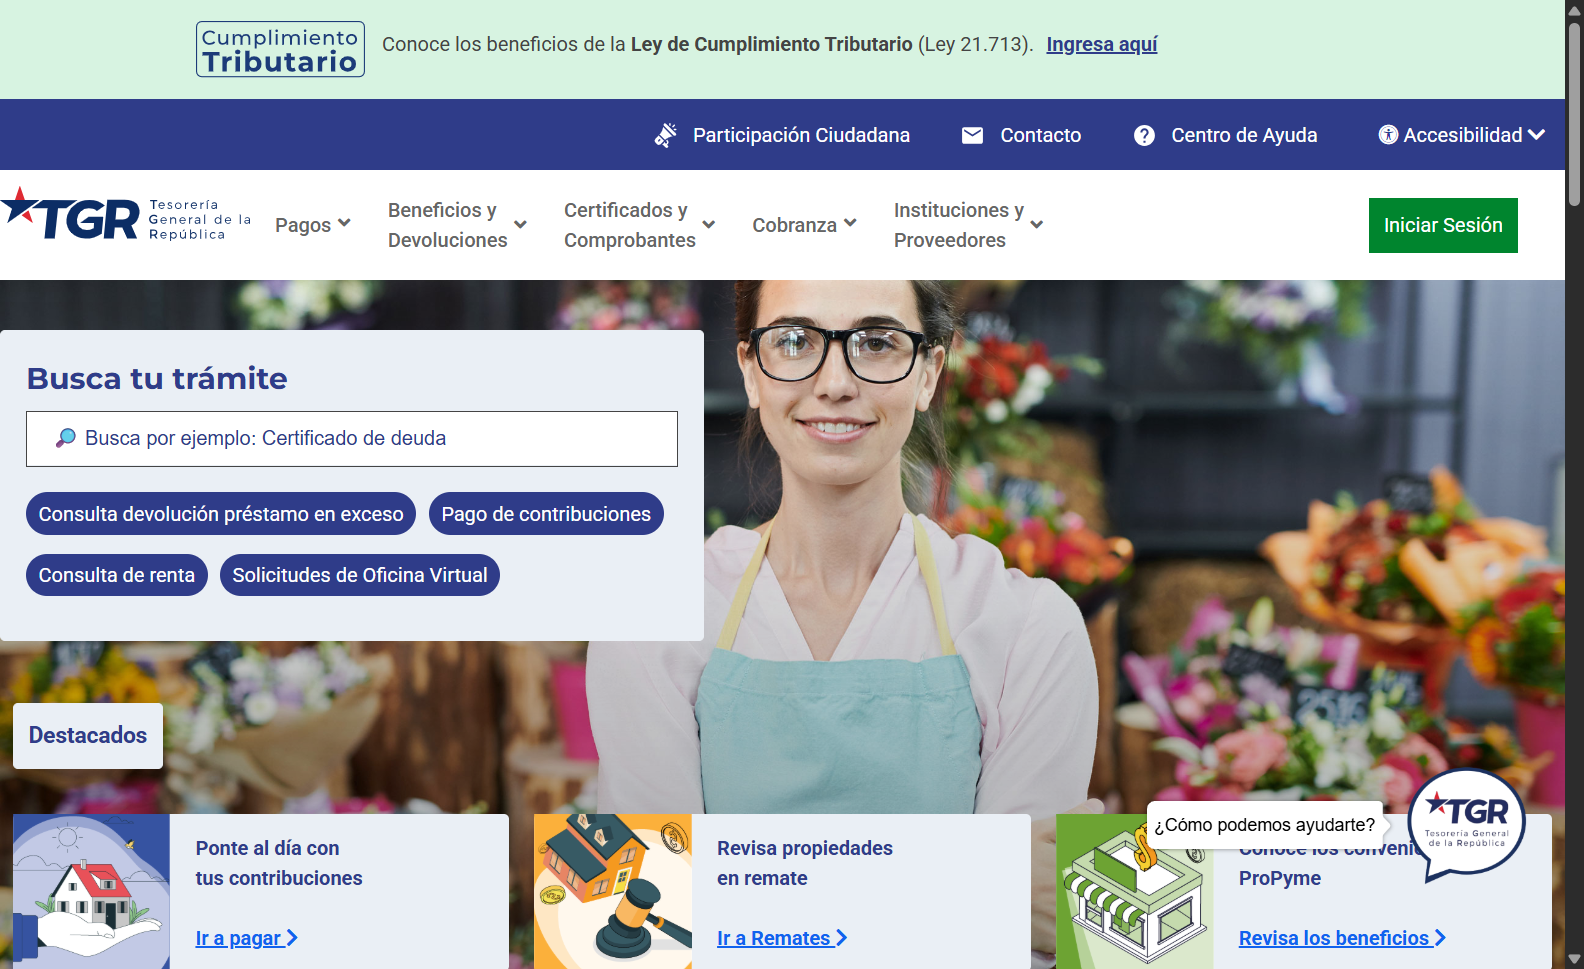 Cumplimiento
Tributario
Conoce los beneficios de la Ley de Cumplimiento Tributario (Ley 21.713). Ingresa aquí
Participación Ciudadana
Contacto
Centro de Ayuda
Accesibilidad
TGR
Tesorería
General de la
República
Pagos
Beneficios y
Devoluciones
Certificados y
Comprobantes
Cobranza
Instituciones y
Proveedores
Iniciar Sesión
Busca tu trámite
Busca por ejemplo: Certificado de deuda
Consulta devolución préstamo en exceso
Pago de contribuciones
Consulta de renta
Solicitudes de Oficina Virtual
Destacados
Ponte al día con
tus contribuciones
Ir a pagar
Revisa propiedades
en remate
Ir a Remates
¿Cómo podemos ayudarte?
TGR
Tesorería General
de la República
Conoce los
ProPyme
Revisa los beneficios